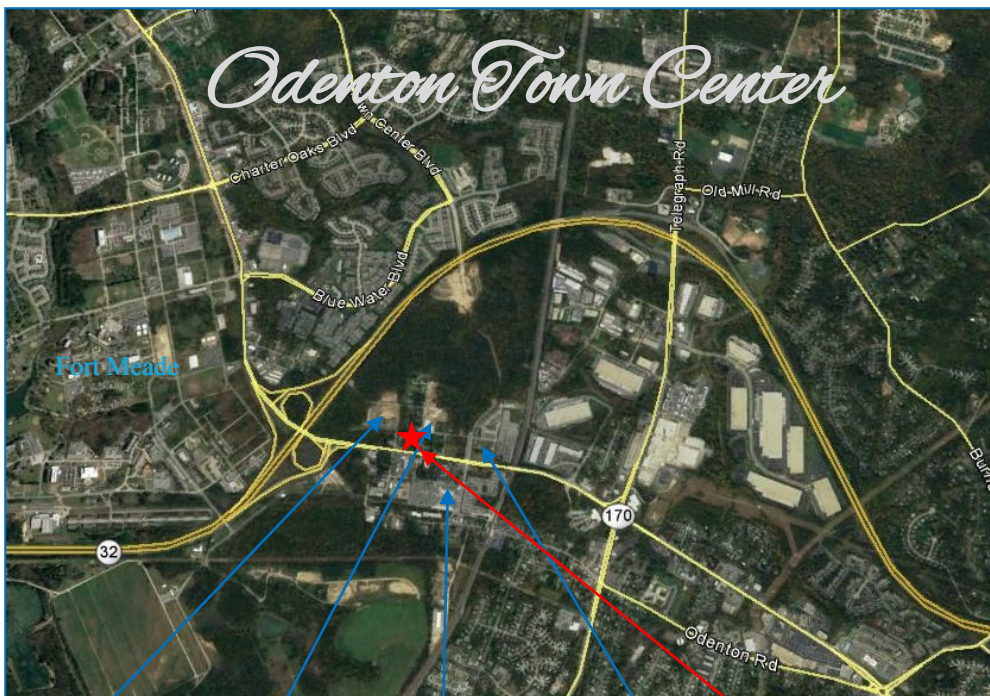 Odenton Town Center
wn Center Blvd
Charter Oaks Blvd
Telegraph Rd
Old Mill Rd
Blue Water Blvd
Fort Meade
170
32
Odenton Rd